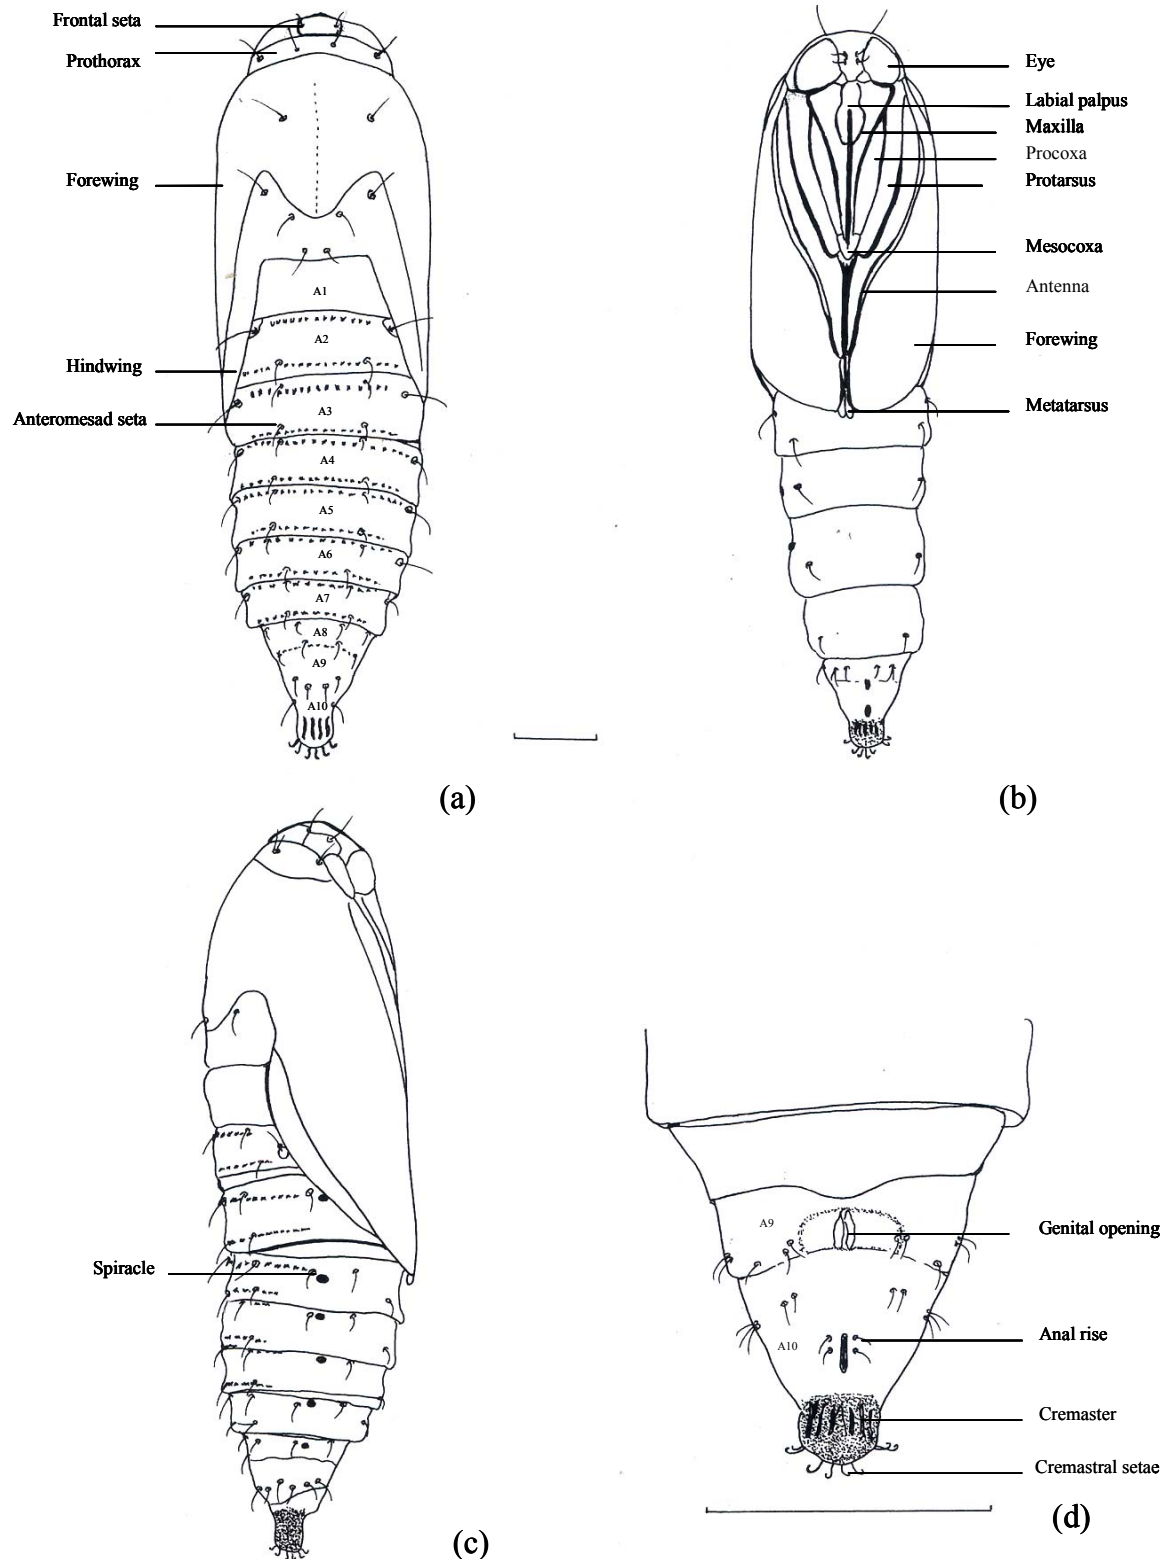 Frontal seta
Prothorax
Forewing
Hindwing
Anteromesad seta
A1
A2
A3
A4
A5
A6
A7
A8
A9
A10
(a)
Eye
Labial palpus
Maxilla
Procoxa
Protarsus
Mesocoxa
Antenna
Forewing
Metatarsus
(b)
Spiracle
(c)
A9
A10
Genital opening
Anal rise
Cremaster
Cremastral setae
(d)